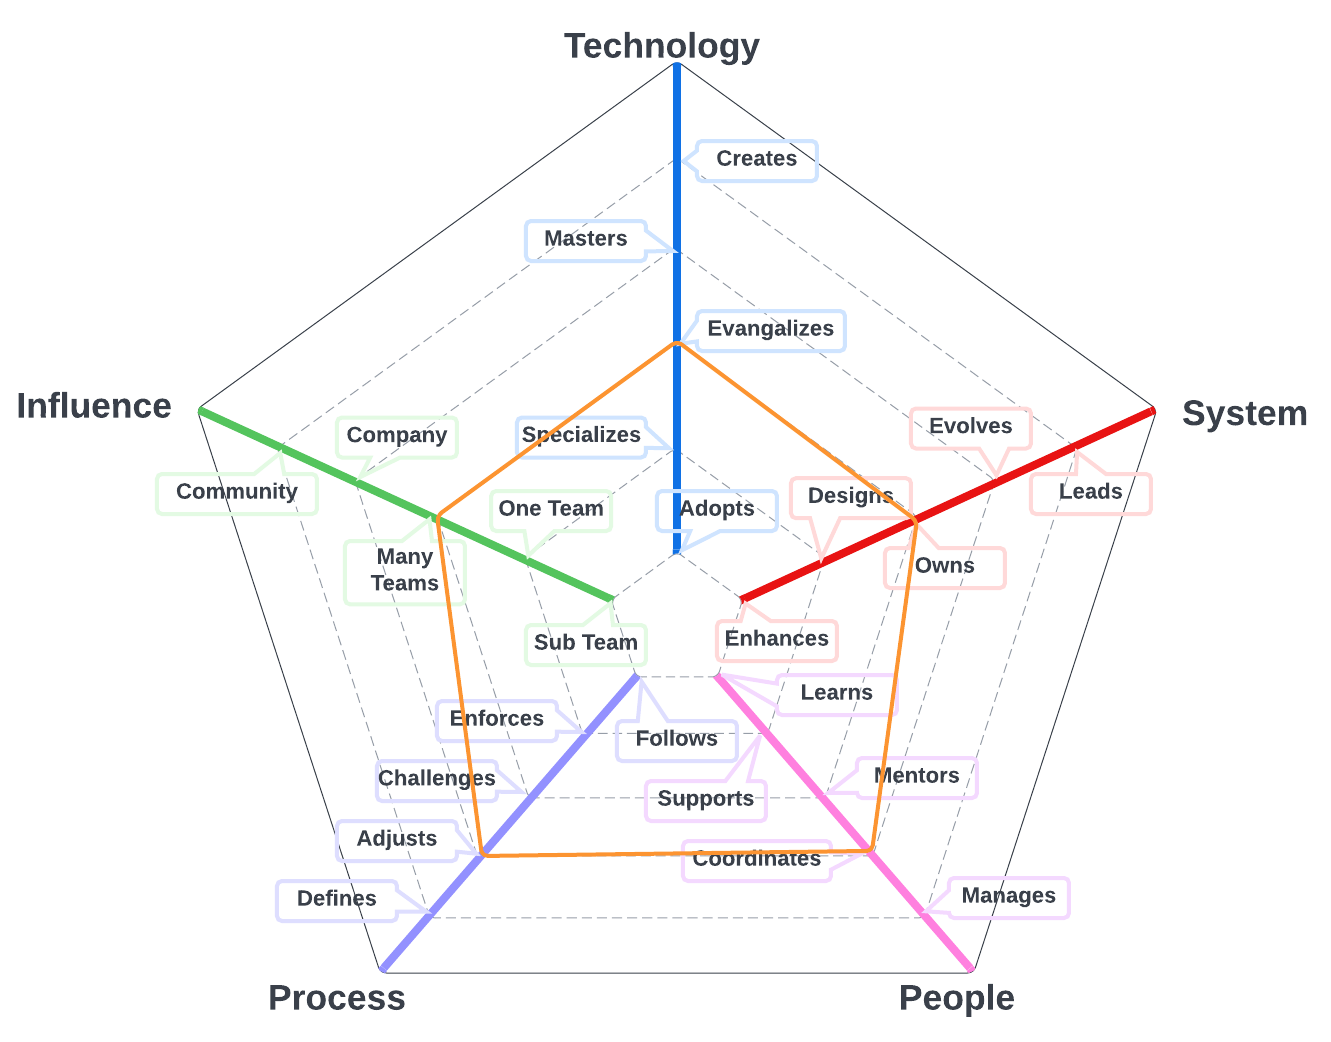 Technology
Creates
Masters
Evangalizes
Influence
System
Company
Specializes
Evolves
Community
One Team
Adopts
Designs
Leads
Many
Teams
Owns
Sub Team
Enhances
Learns
Enforces
Follows
Challenges
Mentors
Supports
Adjusts
Coordinates
Defines
Manages
Process
People